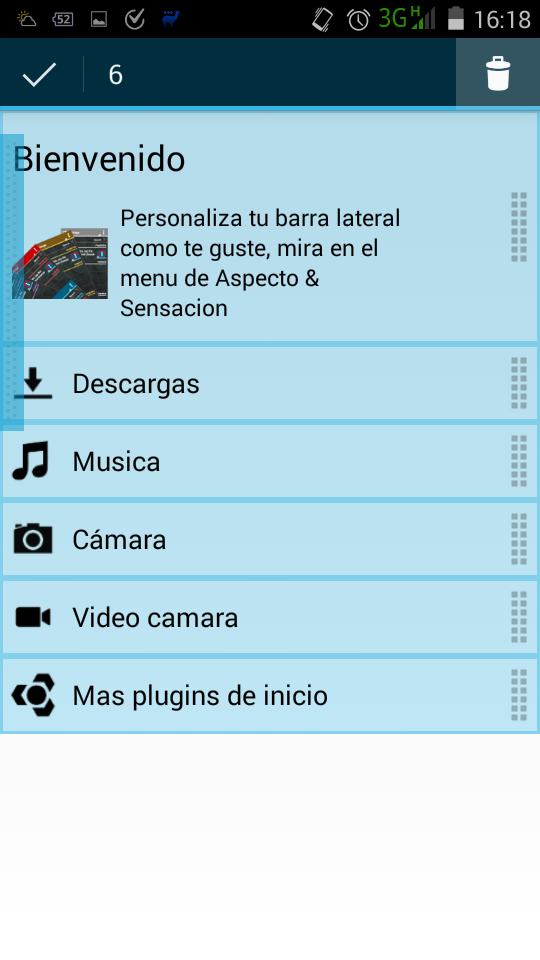 52
3G H 16:18
6
Bienvenido
Personaliza tu barra lateral
como te guste, mira en el
menu de Aspecto &
Sensacion
Descargas
Musica
Cámara
Video camara
Mas plugins de inicio